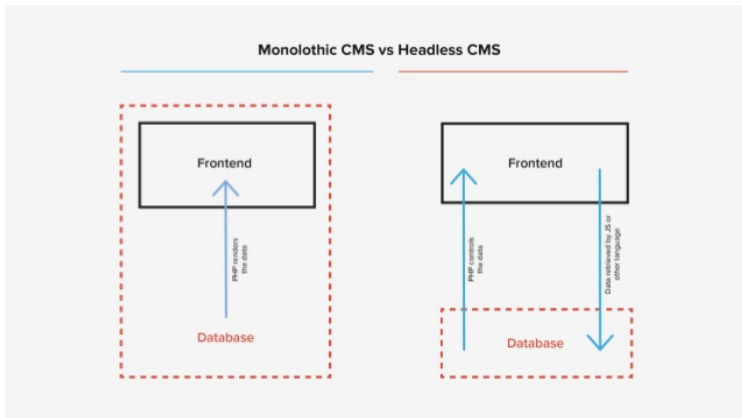 Monolothic CMS vs Headless CMS
Frontend
PHP renders
the data
Database
Frontend
PHP controls
the data
Data retrieved by JS or
other language
Database